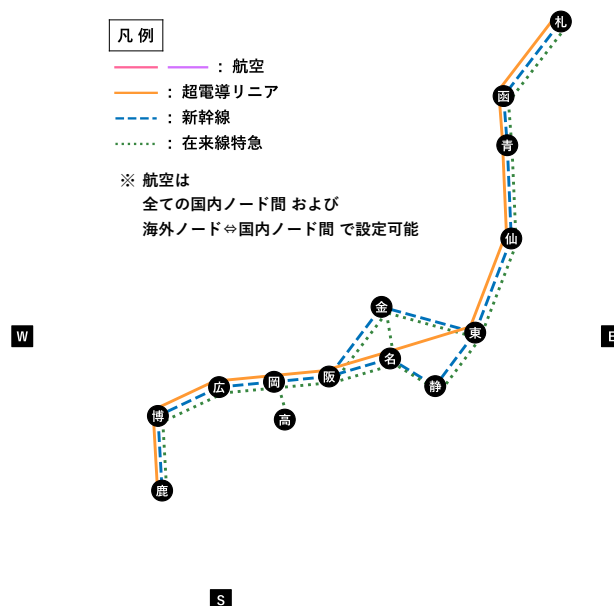 札
凡 例
： 航空
函
： 超電導リニア
： 新幹線
： 在来線特急
青
※ 航空は
全ての国内ノード間 および
海外ノード⇔国内ノード間 で設定可能
仙
金
東
W
E
名
阪
岡
広
静
博
高
鹿
S